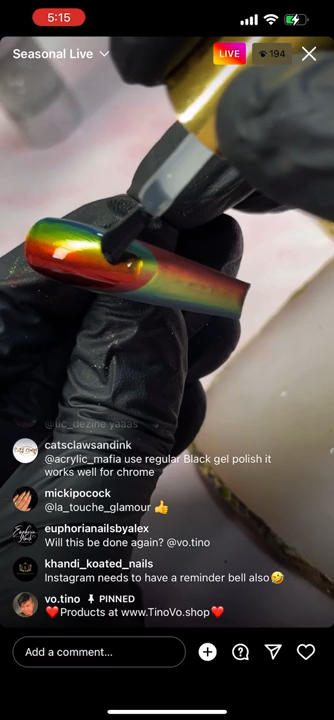 5:15
Seasonal Live
LIVE
194
@tic_dezine yaaas
catsclawsandink
@acrylic_mafia use regular Black gel polish it
works well for chrome
mickipocock
@la_touche_glamour 👍
euphorianailsbyalex
Will this be done again? @vo.tino
khandi_koated_nails
Instagram needs to have a reminder bell also🤣
vo.tino PINNED
❤️Products at www.TinoVo.shop❤️
Add a comment...